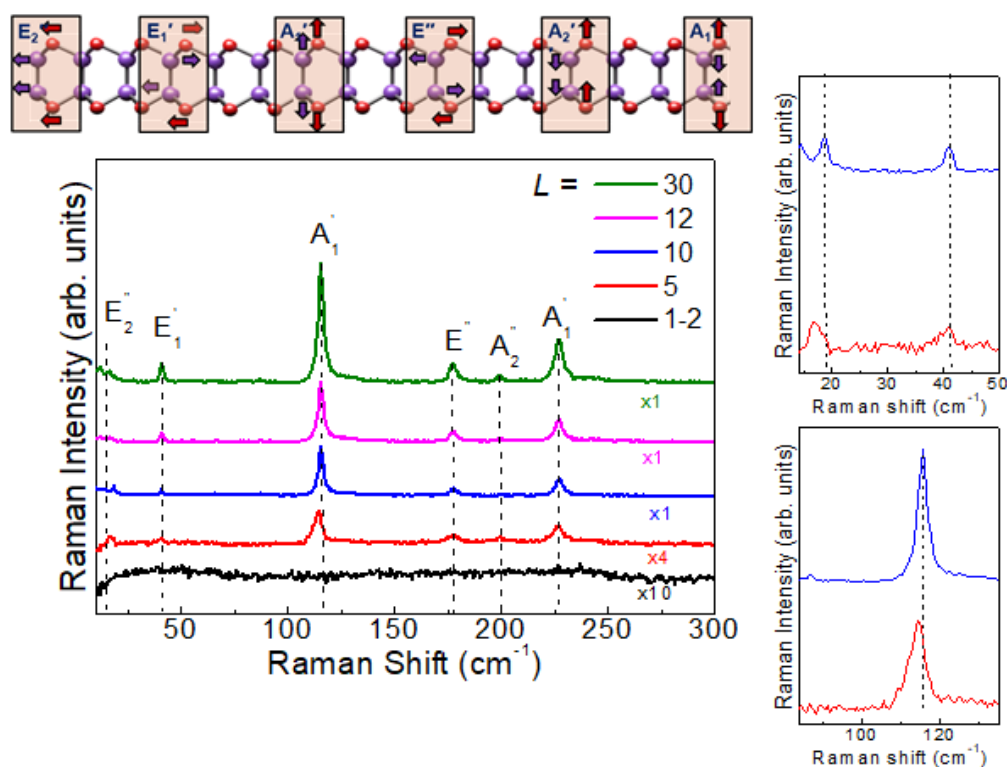 E₂ E₁′ A₂′ E″ A₂′ A₁
Raman Intensity (arb. units)
L =
30
12
10
5
1-2
E₂" E₁' A₁' E" A₂" A₁'
x1
x1
x1
x4
x10
50 100 150 200 250 300
Raman Shift (cm⁻¹)
Raman Intensity (arb. units)
20 30 40 50
Raman shift (cm⁻¹)
Raman Intensity (arb. units)
100 120
Raman shift (cm⁻¹)